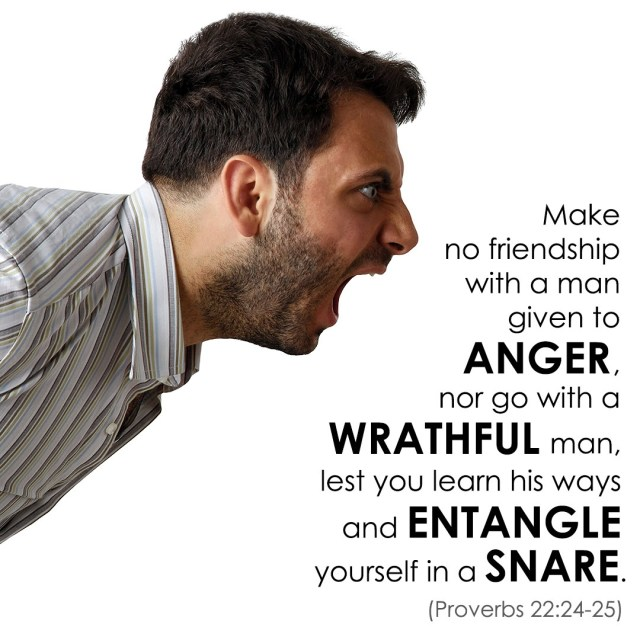 Make
no friendship
with a man
given to
ANGER,
nor go with a
WRATHFUL man,
lest you learn his ways
and ENTANGLE
yourself in a SNARE.
(Proverbs 22:24-25)